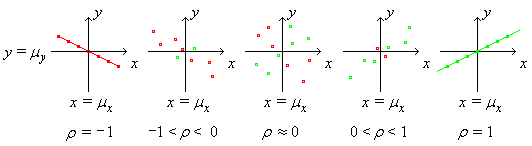 y y y y y
y = μy x x x x x
x = μx x = μx x = μx x = μx x = μx
ρ = −1 −1 < ρ < 0 ρ ≈ 0 0 < ρ < 1 ρ = 1